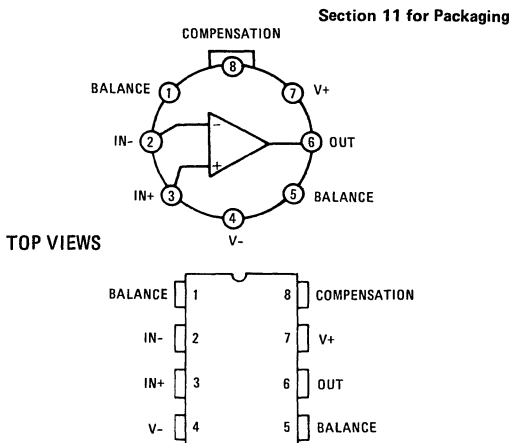 Section 11 for Packaging
COMPENSATION
8
BALANCE 1
7 V+
IN- 2
-
6 OUT
+
IN+ 3
5 BALANCE
4
V-
TOP VIEWS
BALANCE 1
8 COMPENSATION
IN- 2
7 V+
IN+ 3
6 OUT
V- 4
5 BALANCE